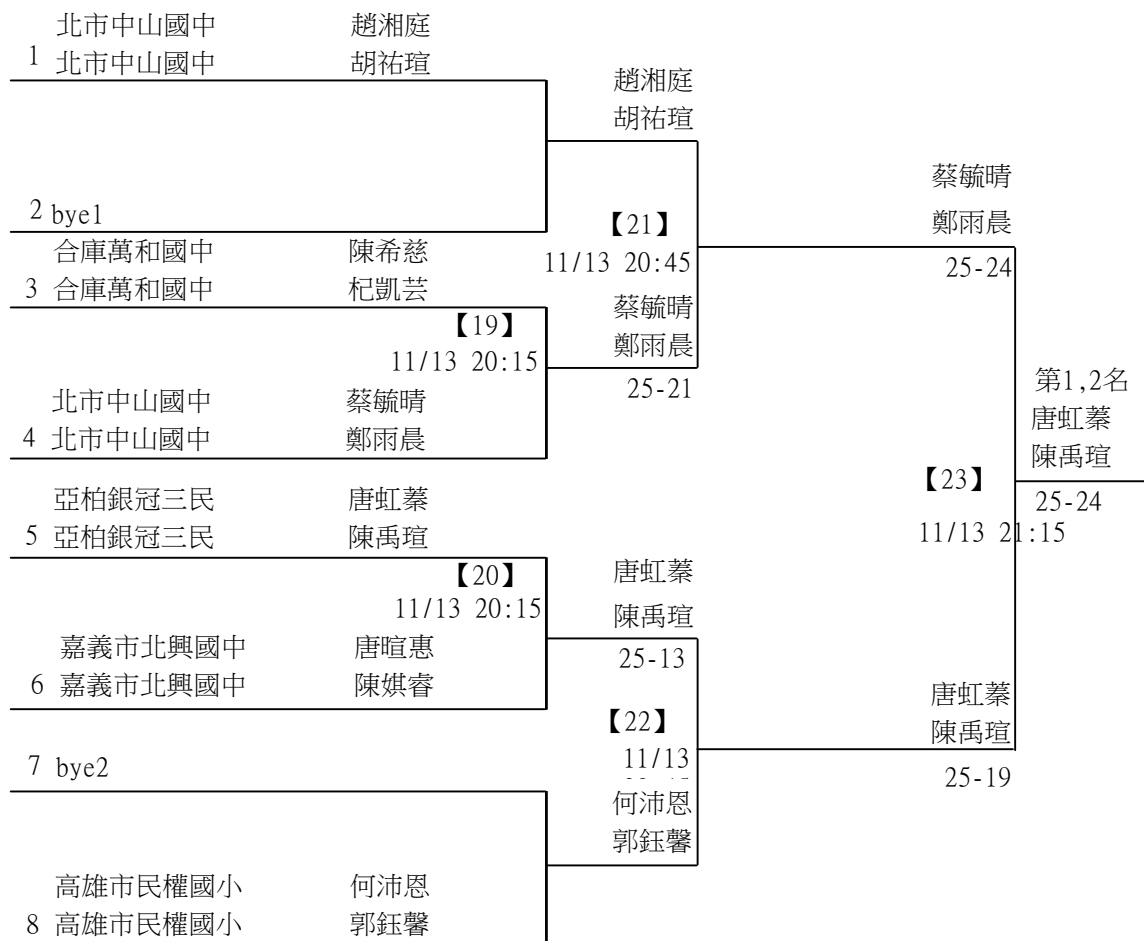 北市中山國中 趙湘庭
1 北市中山國中 胡祐瑄
趙湘庭
胡祐瑄
2 bye1
【21】
11/13 20:45
蔡毓晴
鄭雨晨
25-24
合庫萬和國中 陳希慈
3 合庫萬和國中 杞凱芸
【19】
11/13 20:15
蔡毓晴
鄭雨晨
25-21
北市中山國中 蔡毓晴
4 北市中山國中 鄭雨晨
第1,2名
唐虹蓁
陳禹瑄
25-24
【23】
11/13 21:15
亞柏銀冠三民 唐虹蓁
5 亞柏銀冠三民 陳禹瑄
【20】
11/13 20:15
唐虹蓁
陳禹瑄
25-13
嘉義市北興國中 唐暄惠
6 嘉義市北興國中 陳娸睿
【22】
11/13
唐虹蓁
陳禹瑄
25-19
7 bye2
何沛恩
郭鈺馨
高雄市民權國小 何沛恩
8 高雄市民權國小 郭鈺馨